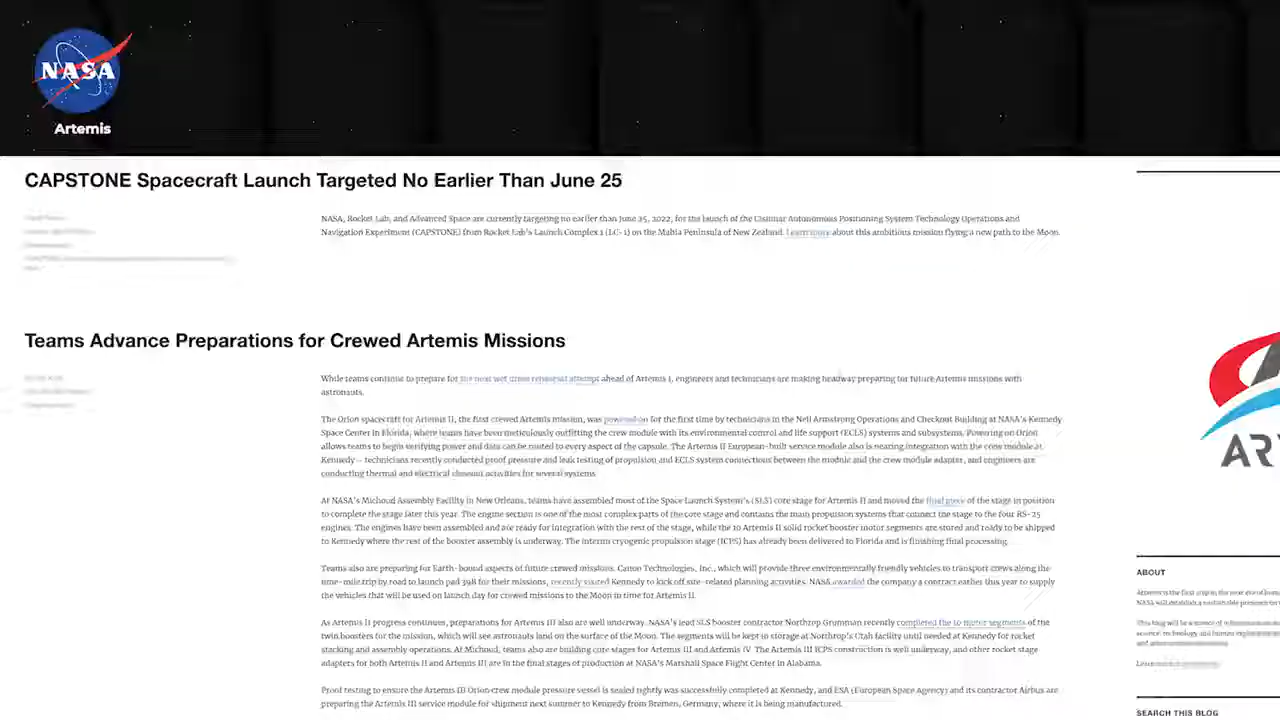 NASA
Artemis
CAPSTONE Spacecraft Launch Targeted No Earlier Than June 25
NASA, Rocket Lab, and Advanced Space are currently targeting no earlier than June 25, 2022, for the launch of the Cislunar Autonomous Positioning System Technology Operations and
Navigation Experiment (CAPSTONE) from Rocket Lab's Launch Complex 1 (LC-1) on the Mahia Peninsula of New Zealand. Learn more about this ambitious mission flying a new path to the Moon.
Teams Advance Preparations for Crewed Artemis Missions
While teams continue to prepare for the next wet dress rehearsal attempt ahead of Artemis I, engineers and technicians are making headway preparing for future Artemis missions with
astronauts.
The Orion spacecraft for Artemis II, the first crewed Artemis mission, was powered on for the first time by technicians in the Neil Armstrong Operations and Checkout Building at NASA's Kennedy
Space Center in Florida, where teams have been meticulously outfitting the crew module with its environmental control and life support (ECLS) systems and subsystems. Powering on Orion
allows teams to begin verifying power and data can be routed to every aspect of the capsule. The Artemis II European-built service module also is nearing integration with the crew module at
Kennedy – technicians recently conducted proof pressure and leak testing of propulsion and ECLS system connections between the module and the crew module adapter, and engineers are
conducting thermal and electrical closeout activities for several systems.
At NASA's Michoud Assembly Facility in New Orleans, teams have assembled most of the Space Launch System's (SLS) core stage for Artemis II and moved the final piece of the stage in position
to complete the stage later this year. The engine section is one of the most complex parts of the core stage and contains the main propulsion systems that connect the stage to the four RS-25
engines. The engines have been assembled and are ready for integration with the rest of the stage, while the 10 Artemis II solid rocket booster motor segments are stored and ready to be shipped
to Kennedy where the rest of the booster assembly is underway. The interim cryogenic propulsion stage (ICPS) has already been delivered to Florida and is finishing final processing.
Teams also are preparing for Earth-bound aspects of future crewed missions. Canoo Technologies, Inc., which will provide three environmentally friendly vehicles to transport crews along the
nine-mile trip by road to launch pad 39B for their missions, recently visited Kennedy to kick off site-related planning activities. NASA awarded the company a contract earlier this year to supply
the vehicles that will be used on launch day for crewed missions to the Moon in time for Artemis II.
As Artemis II progress continues, preparations for Artemis III also are well underway. NASA's lead SLS booster contractor Northrop Grumman recently completed the 10 motor segments of the
twin boosters for the mission, which will see astronauts land on the surface of the Moon. The segments will be kept in storage at Northrop's Utah facility until needed at Kennedy for rocket
stacking and assembly operations. At Michoud, teams also are building core stages for Artemis III and Artemis IV. The Artemis III ICPS construction is well underway, and other rocket stage
adapters for both Artemis II and Artemis III are in the final stages of production at NASA's Marshall Space Flight Center in Alabama.
Proof testing to ensure the Artemis III Orion crew module pressure vessel is sealed tightly was successfully completed at Kennedy, and ESA (European Space Agency) and its contractor Airbus are
preparing the Artemis III service module for shipment next summer to Kennedy from Bremen, Germany, where it is being manufactured.
AR
ABOUT
Artemis is the first step in the next era of
NASA will establish a sustainable presence
This blog will be a source of
science, technology and human
SEARCH THIS BLOG